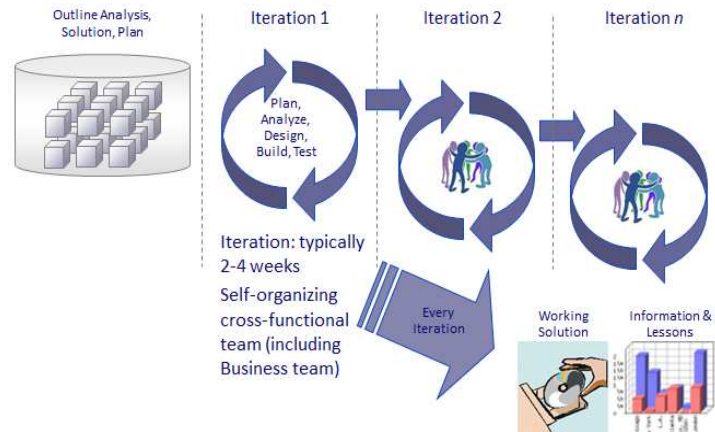 Outline Analysis,
Solution, Plan
Iteration 1
Iteration 2
Iteration n
Plan,
Analyze,
Design,
Build, Test
Iteration: typically
2-4 weeks
Self-organizing
cross-functional
team (including
Business team)
Every
Iteration
Working
Solution
Information &
Lessons